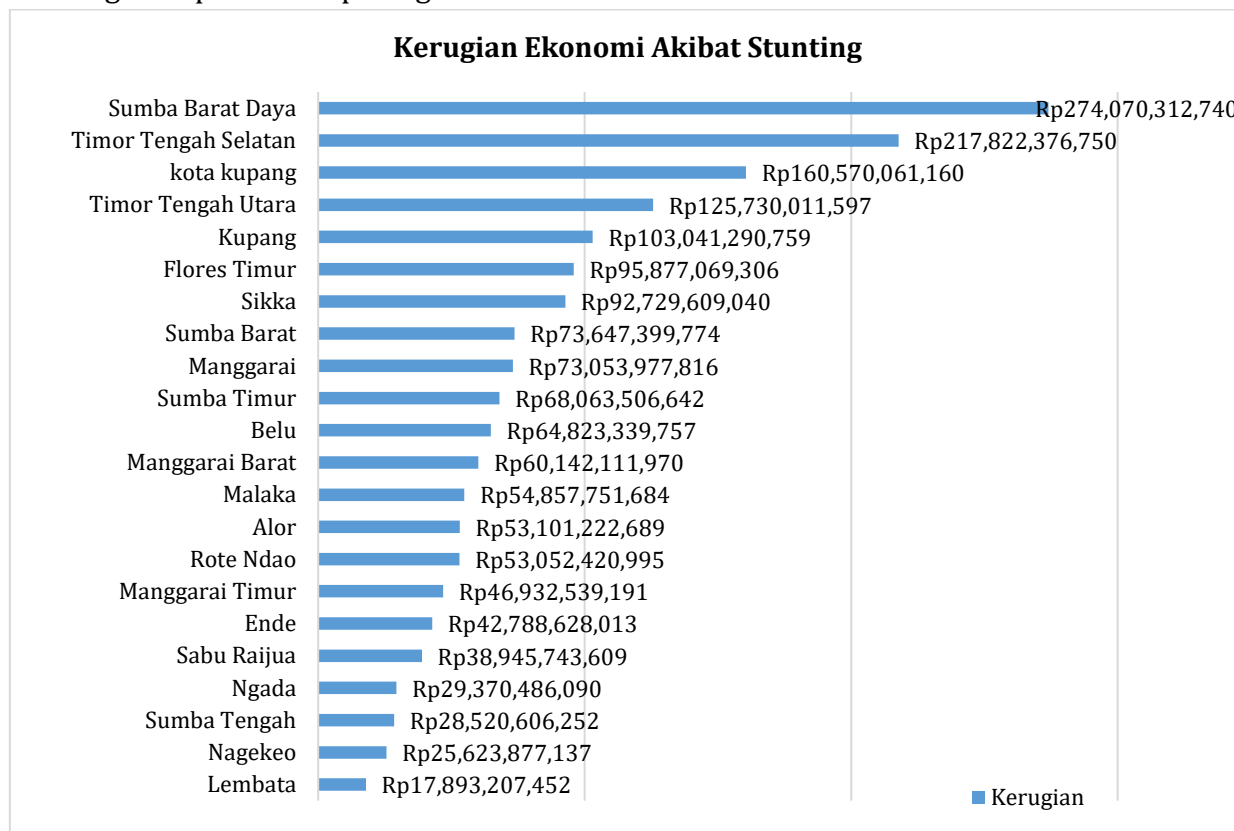 Kerugian Ekonomi Akibat Stunting
Sumba Barat Daya Rp274,070,312,740
Timor Tengah Selatan Rp217,822,376,750
kota kupang Rp160,570,061,160
Timor Tengah Utara Rp125,730,011,597
Kupang Rp103,041,290,759
Flores Timur Rp95,877,069,306
Sikka Rp92,729,609,040
Sumba Barat Rp73,647,399,774
Manggarai Rp73,053,977,816
Sumba Timur Rp68,063,506,642
Belu Rp64,823,339,757
Manggarai Barat Rp60,142,111,970
Malaka Rp54,857,751,684
Alor Rp53,101,222,689
Rote Ndao Rp53,052,420,995
Manggarai Timur Rp46,932,539,191
Ende Rp42,788,628,013
Sabu Raijua Rp38,945,743,609
Ngada Rp29,370,486,090
Sumba Tengah Rp28,520,606,252
Nagekeo Rp25,623,877,137
Lembata Rp17,893,207,452
Kerugian